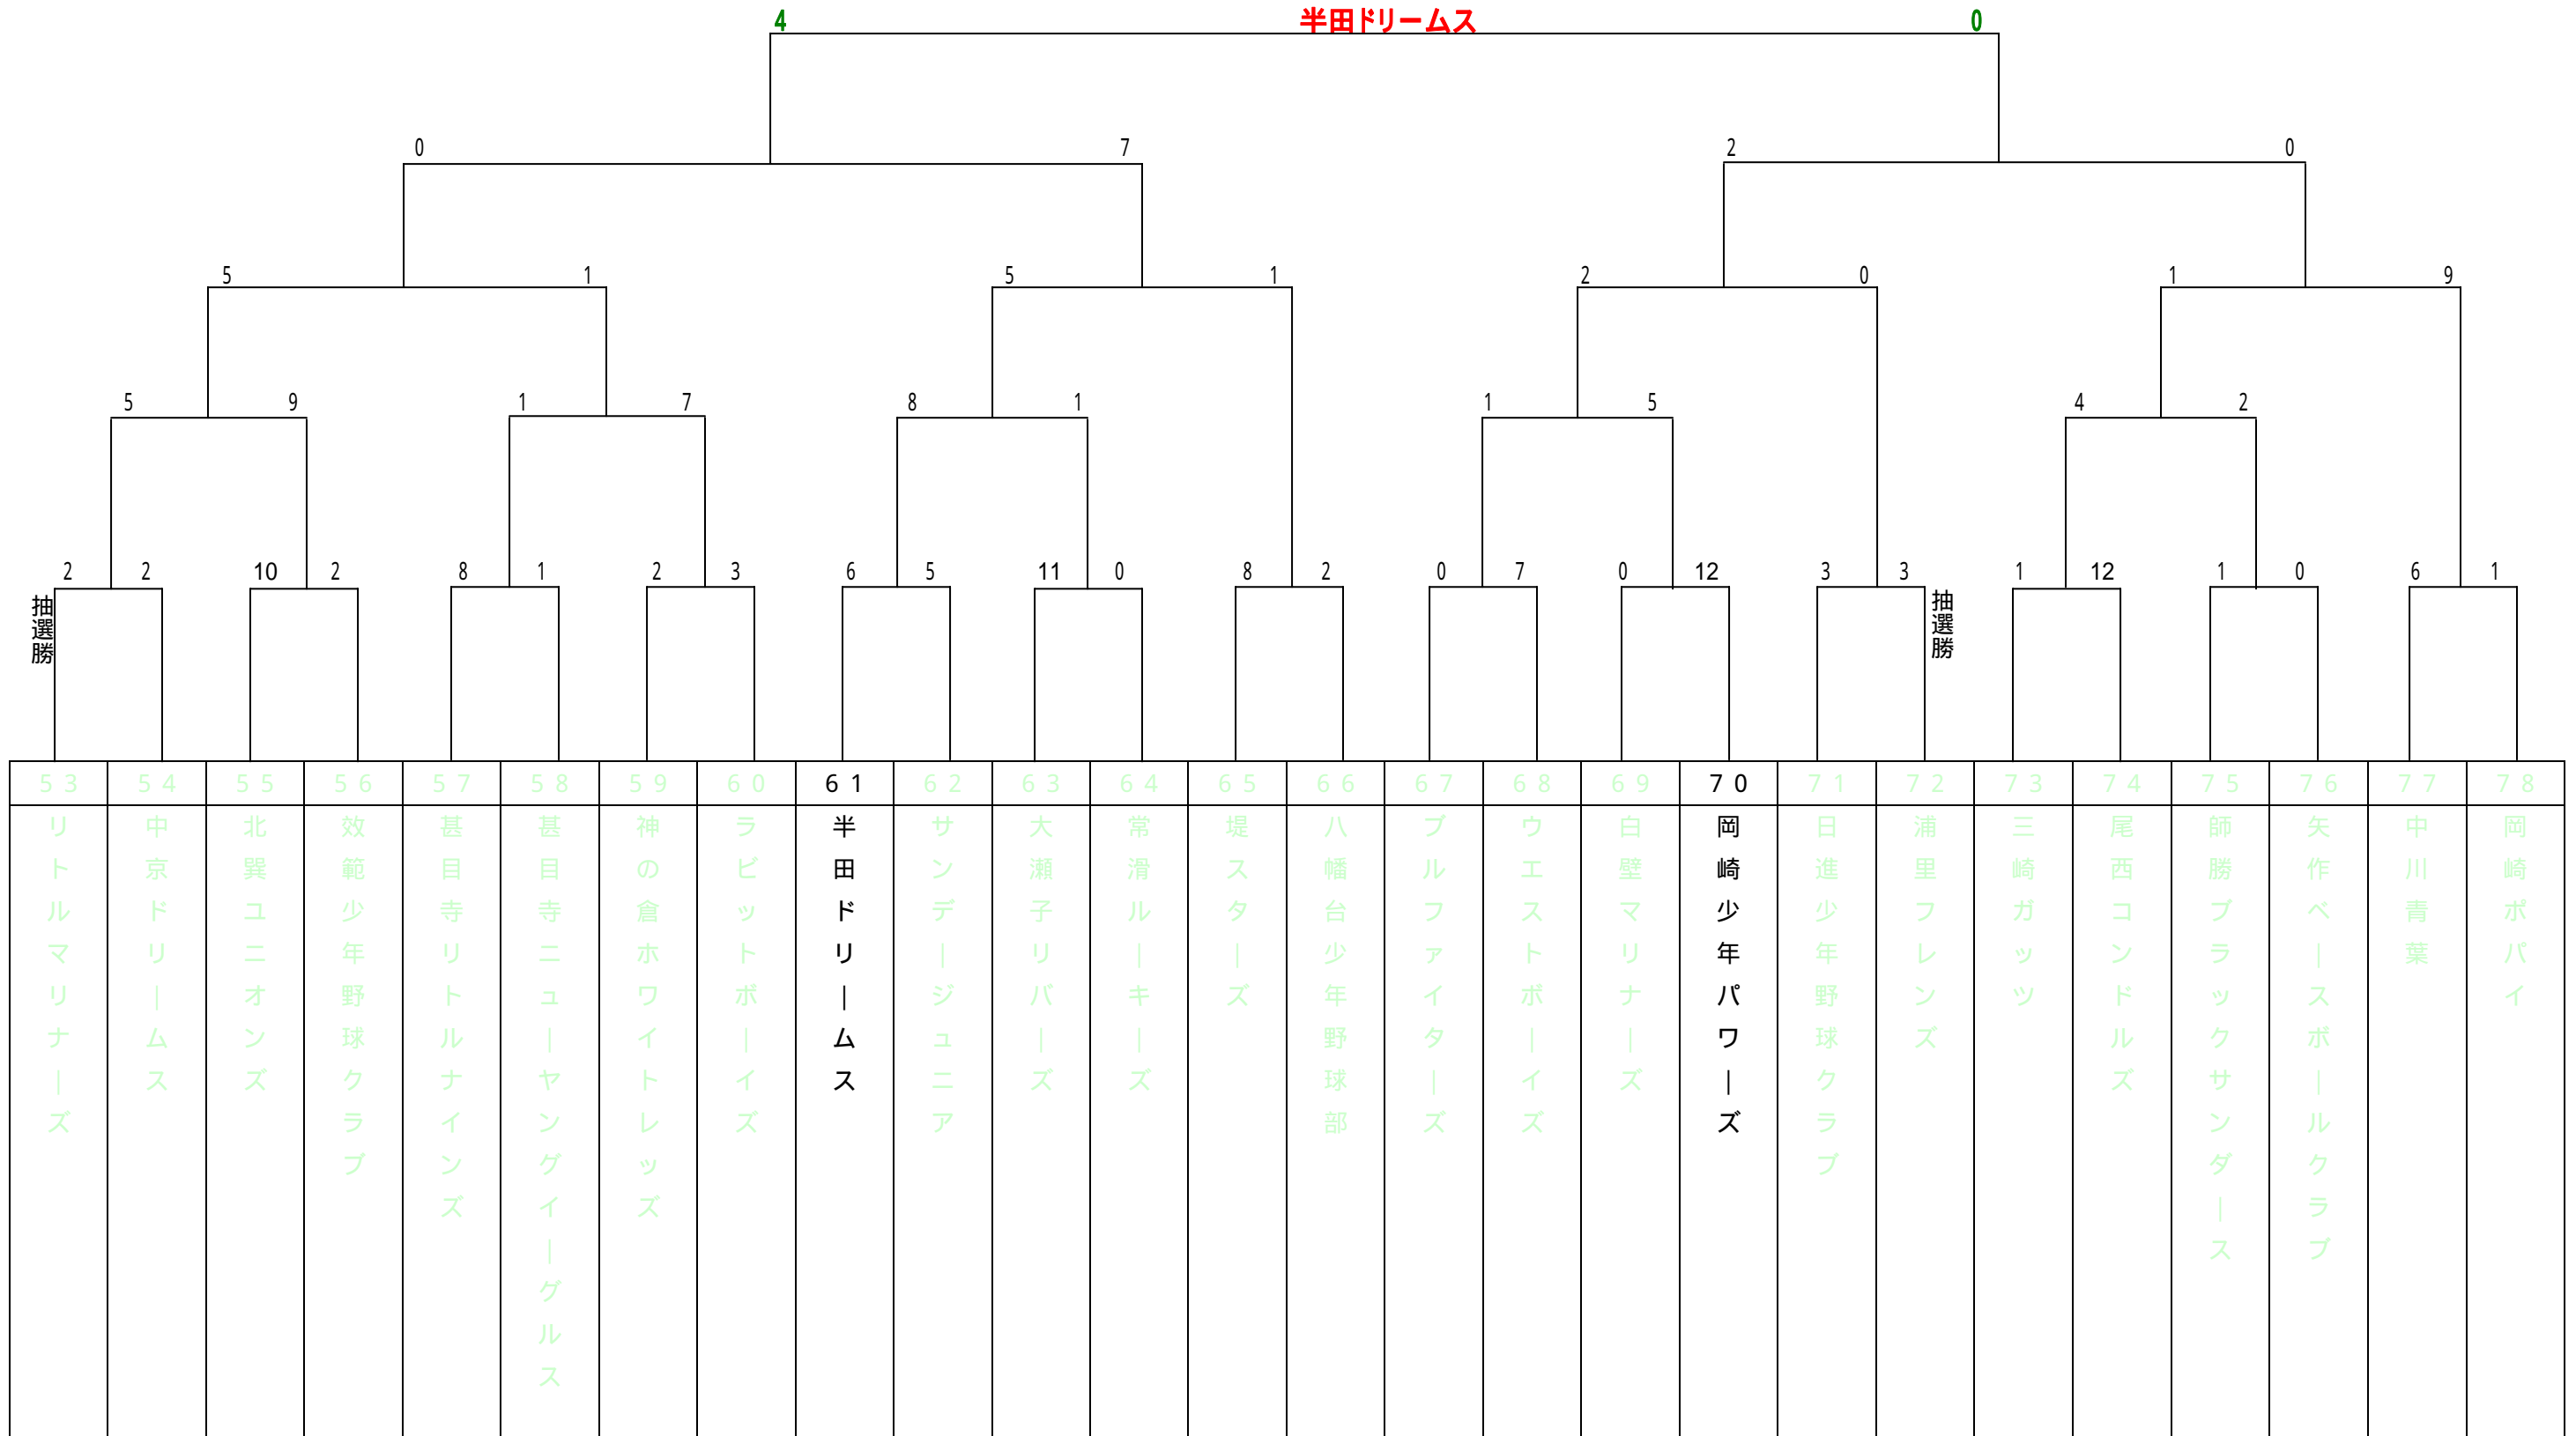 4 半田ドリームス 0
0 7 2 0
5 1 5 1 2 0 1 9
5 9 1 7 8 1 1 5 4 2
2 2 10 2 8 1 2 3 6 5 11 0 8 2 0 7 0 12 3 3 1 12 1 0 6 1
抽選勝
抽選勝
53 54 55 56 57 58 59 60 61 62 63 64 65 66 67 68 69 70 71 72 73 74 75 76 77 78
リトルマリナーズ
中京ドリームス
北巽ユニオンズ
效範少年野球クラブ
甚目寺リトルナインズ
甚目寺ニューヤングイーグルス
神の倉ホワイトレッズ
ラビットボーイズ
半田ドリームス
サンデージュニア
大瀬子リバーズ
常滑ルーキーズ
堤スターズ
八幡台少年野球部
ブルファイターズ
ウエストボーイズ
白壁マリナーズ
岡崎少年パワーズ
日進少年野球クラブ
浦里フレンズ
三崎ガッツ
尾西コンドルズ
師勝ブラックサンダース
矢作ベースボールクラブ
中川青葉
岡崎ポパイ